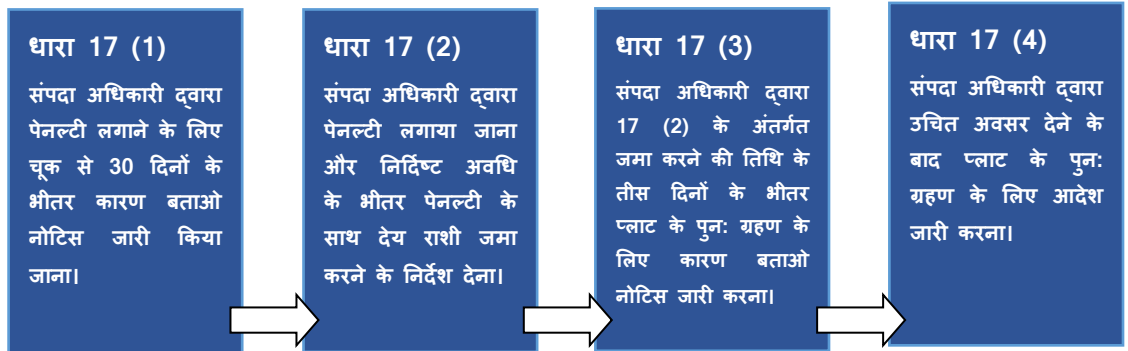 धारा 17 (1)
संपदा अधिकारी द्वारा
पेनल्टी लगाने के लिए
चूक से 30 दिनों के
भीतर कारण बताओ
नोटिस जारी किया
जाना।
धारा 17 (2)
संपदा अधिकारी द्वारा
पेनल्टी लगाया जाना
और निर्दिष्ट अवधि
के भीतर पेनल्टी के
साथ देय राशी जमा
करने के निर्देश देना।
धारा 17 (3)
संपदा अधिकारी द्वारा
17 (2) के अंतर्गत
जमा करने की तिथि के
तीस दिनों के भीतर
प्लाट के पुन: ग्रहण के
लिए कारण बताओ
नोटिस जारी करना।
धारा 17 (4)
संपदा अधिकारी द्वारा
उचित अवसर देने के
बाद प्लाट के पुन:
ग्रहण के लिए आदेश
जारी करना।